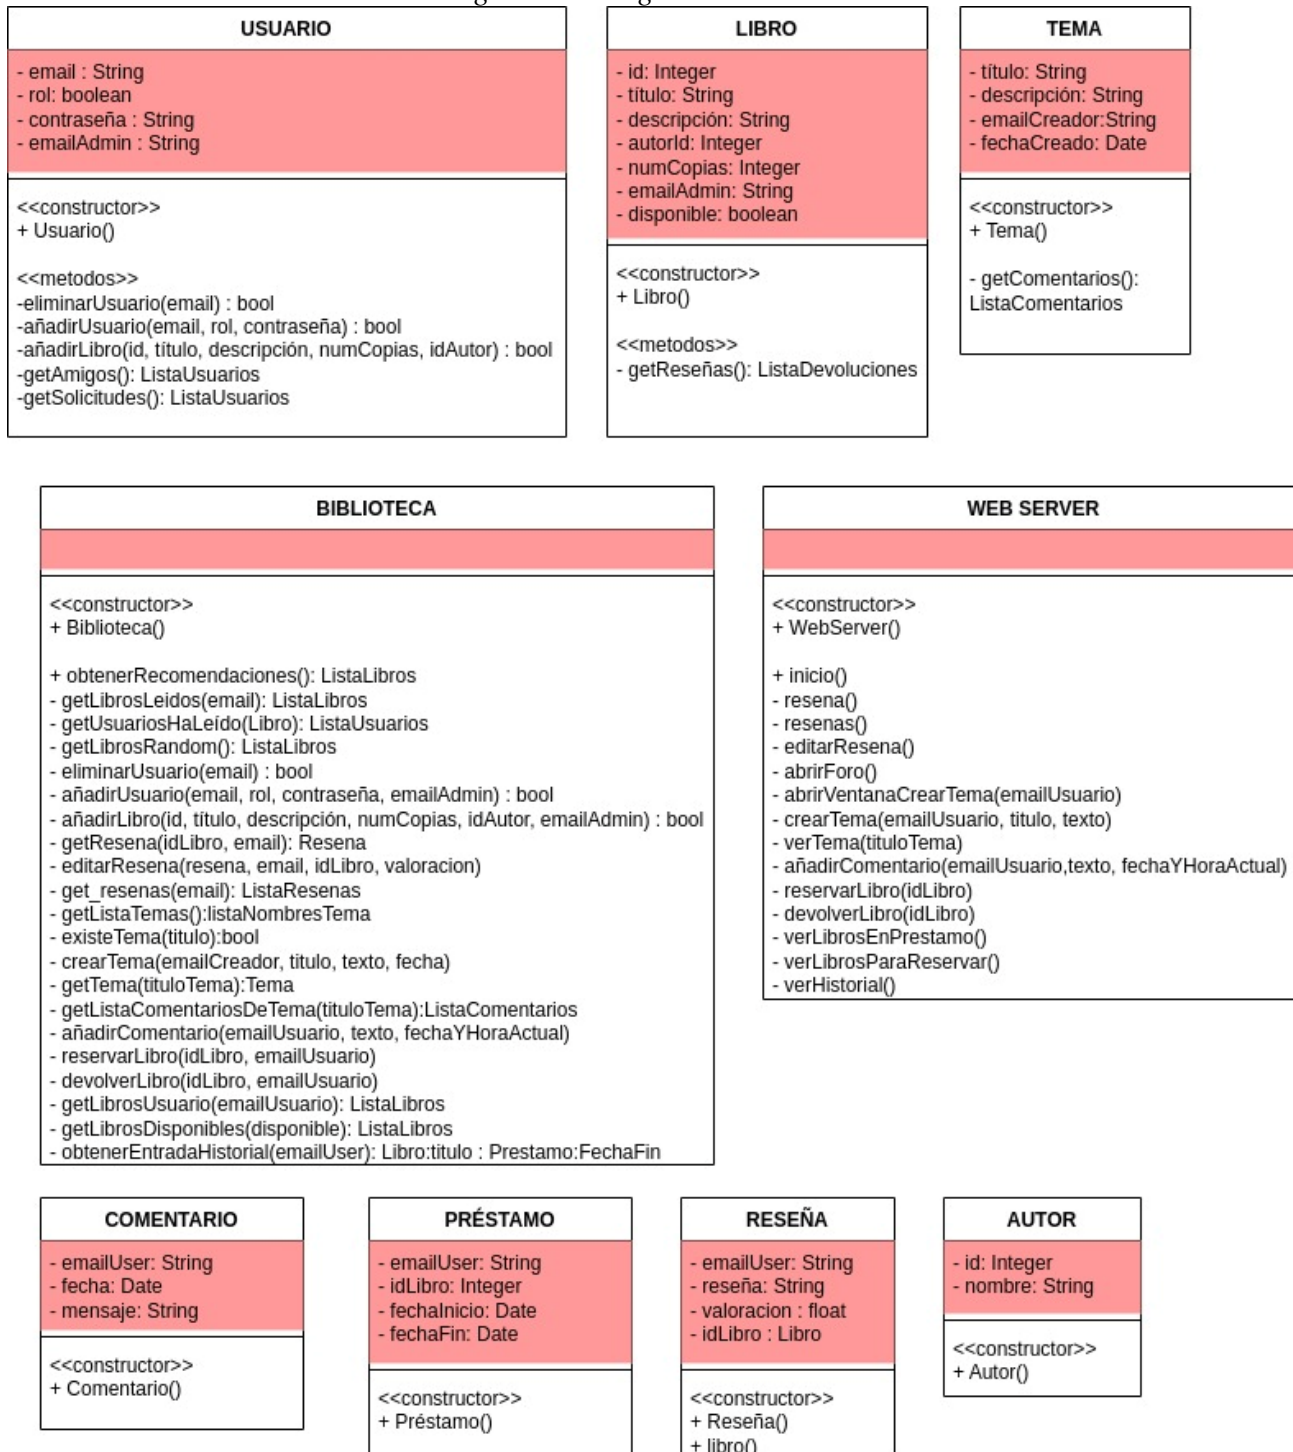 USUARIO
- email : String
- rol: boolean
- contraseña : String
- emailAdmin : String
<<constructor>>
+ Usuario()
<<metodos>>
-eliminarUsuario(email) : bool
-añadirUsuario(email, rol, contraseña) : bool
-añadirLibro(id, título, descripción, numCopias, idAutor) : bool
-getAmigos(): ListaUsuarios
-getSolicitudes(): ListaUsuarios
LIBRO
- id: Integer
- título: String
- descripción: String
- autorId: Integer
- numCopias: Integer
- emailAdmin: String
- disponible: boolean
<<constructor>>
+ Libro()
<<metodos>>
- getReseñas(): ListaDevoluciones
TEMA
- título: String
- descripción: String
- emailCreador:String
- fechaCreado: Date
<<constructor>>
+ Tema()
- getComentarios():
ListaComentarios
BIBLIOTECA
<<constructor>>
+ Biblioteca()
+ obtenerRecomendaciones(): ListaLibros
- getLibrosLeidos(email): ListaLibros
- getUsuariosHaLeído(Libro): ListaUsuarios
- getLibrosRandom(): ListaLibros
- eliminarUsuario(email) : bool
- añadirUsuario(email, rol, contraseña, emailAdmin) : bool
- añadirLibro(id, título, descripción, numCopias, idAutor, emailAdmin) : bool
- getResena(idLibro, email): Resena
- editarResena(resena, email, idLibro, valoracion)
- get_resenas(email): ListaResenas
- getListaTemas():listaNombresTema
- existeTema(titulo):bool
- crearTema(emailCreador, titulo, texto, fecha)
- getTema(tituloTema):Tema
- getListaComentariosDeTema(tituloTema):ListaComentarios
- añadirComentario(emailUsuario, texto, fechaYHoraActual)
- reservarLibro(idLibro, emailUsuario)
- devolverLibro(idLibro, emailUsuario)
- getLibrosUsuario(emailUsuario): ListaLibros
- getLibrosDisponibles(disponible): ListaLibros
- obtenerEntradaHistorial(emailUser): Libro:titulo : Prestamo:FechaFin
WEB SERVER
<<constructor>>
+ WebServer()
+ inicio()
- resena()
- resenas()
- editarResena()
- abrirForo()
- abrirVentanaCrearTema(emailUsuario)
- crearTema(emailUsuario, titulo, texto)
- verTema(tituloTema)
- añadirComentario(emailUsuario,texto, fechaYHoraActual)
- reservarLibro(idLibro)
- devolverLibro(idLibro)
- verLibrosEnPrestamo()
- verLibrosParaReservar()
- verHistorial()
COMENTARIO
- emailUser: String
- fecha: Date
- mensaje: String
<<constructor>>
+ Comentario()
PRÉSTAMO
- emailUser: String
- idLibro: Integer
- fechaInicio: Date
- fechaFin: Date
<<constructor>>
+ Préstamo()
RESEÑA
- emailUser: String
- reseña: String
- valoracion : float
- idLibro : Libro
<<constructor>>
+ Reseña()
+ libro()
AUTOR
- id: Integer
- nombre: String
<<constructor>>
+ Autor()